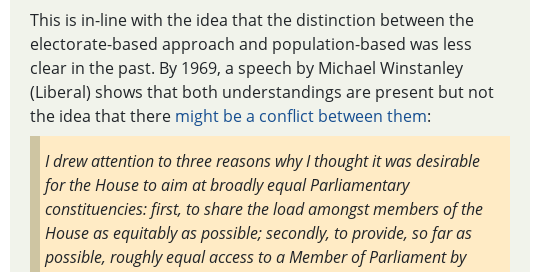 This is in-line with the idea that the distinction between the
electorate-based approach and population-based was less
clear in the past. By 1969, a speech by Michael Winstanley
(Liberal) shows that both understandings are present but not
the idea that there might be a conflict between them:
I drew attention to three reasons why I thought it was desirable
for the House to aim at broadly equal Parliamentary
constituencies: first, to share the load amongst members of the
House as equitably as possible; secondly, to provide, so far as
possible, roughly equal access to a Member of Parliament by